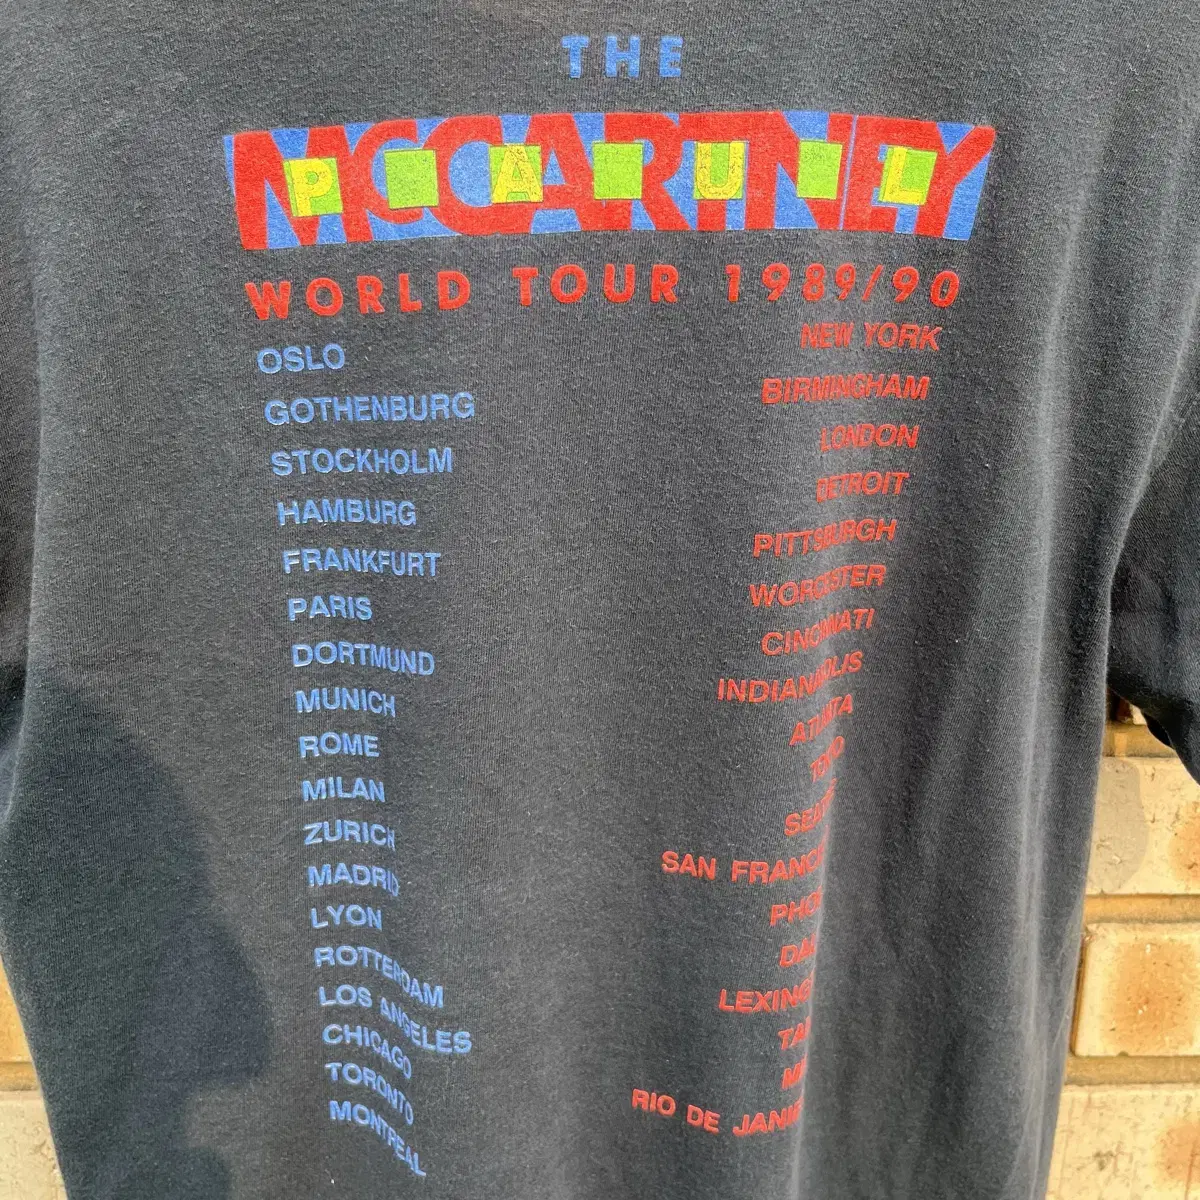 THE
McCARTNEY
PAUL
WORLD TOUR 1989/90
OSLO
GOTHENBURG
STOCKHOLM
HAMBURG
FRANKFURT
PARIS
DORTMUND
MUNICH
ROME
MILAN
ZURICH
MADRID
LYON
ROTTERDAM
LOS ANGELES
CHICAGO
TORONTO
MONTREAL
NEW YORK
BIRMINGHAM
LONDON
DETROIT
PITTSBURGH
WORCESTER
CINCINNATI
INDIANAPOLIS
ATLANTA
SAN
RIO DE